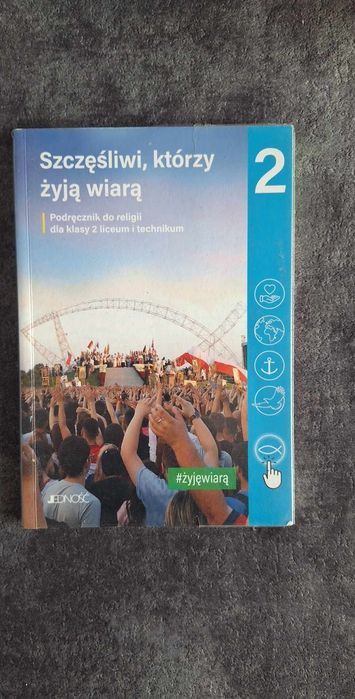 Szczęśliwi, którzy
żyją wiarą
2
Podręcznik do religii
dla klasy 2 liceum i technikum
#żyjęwiarą
JEDNOŚĆ